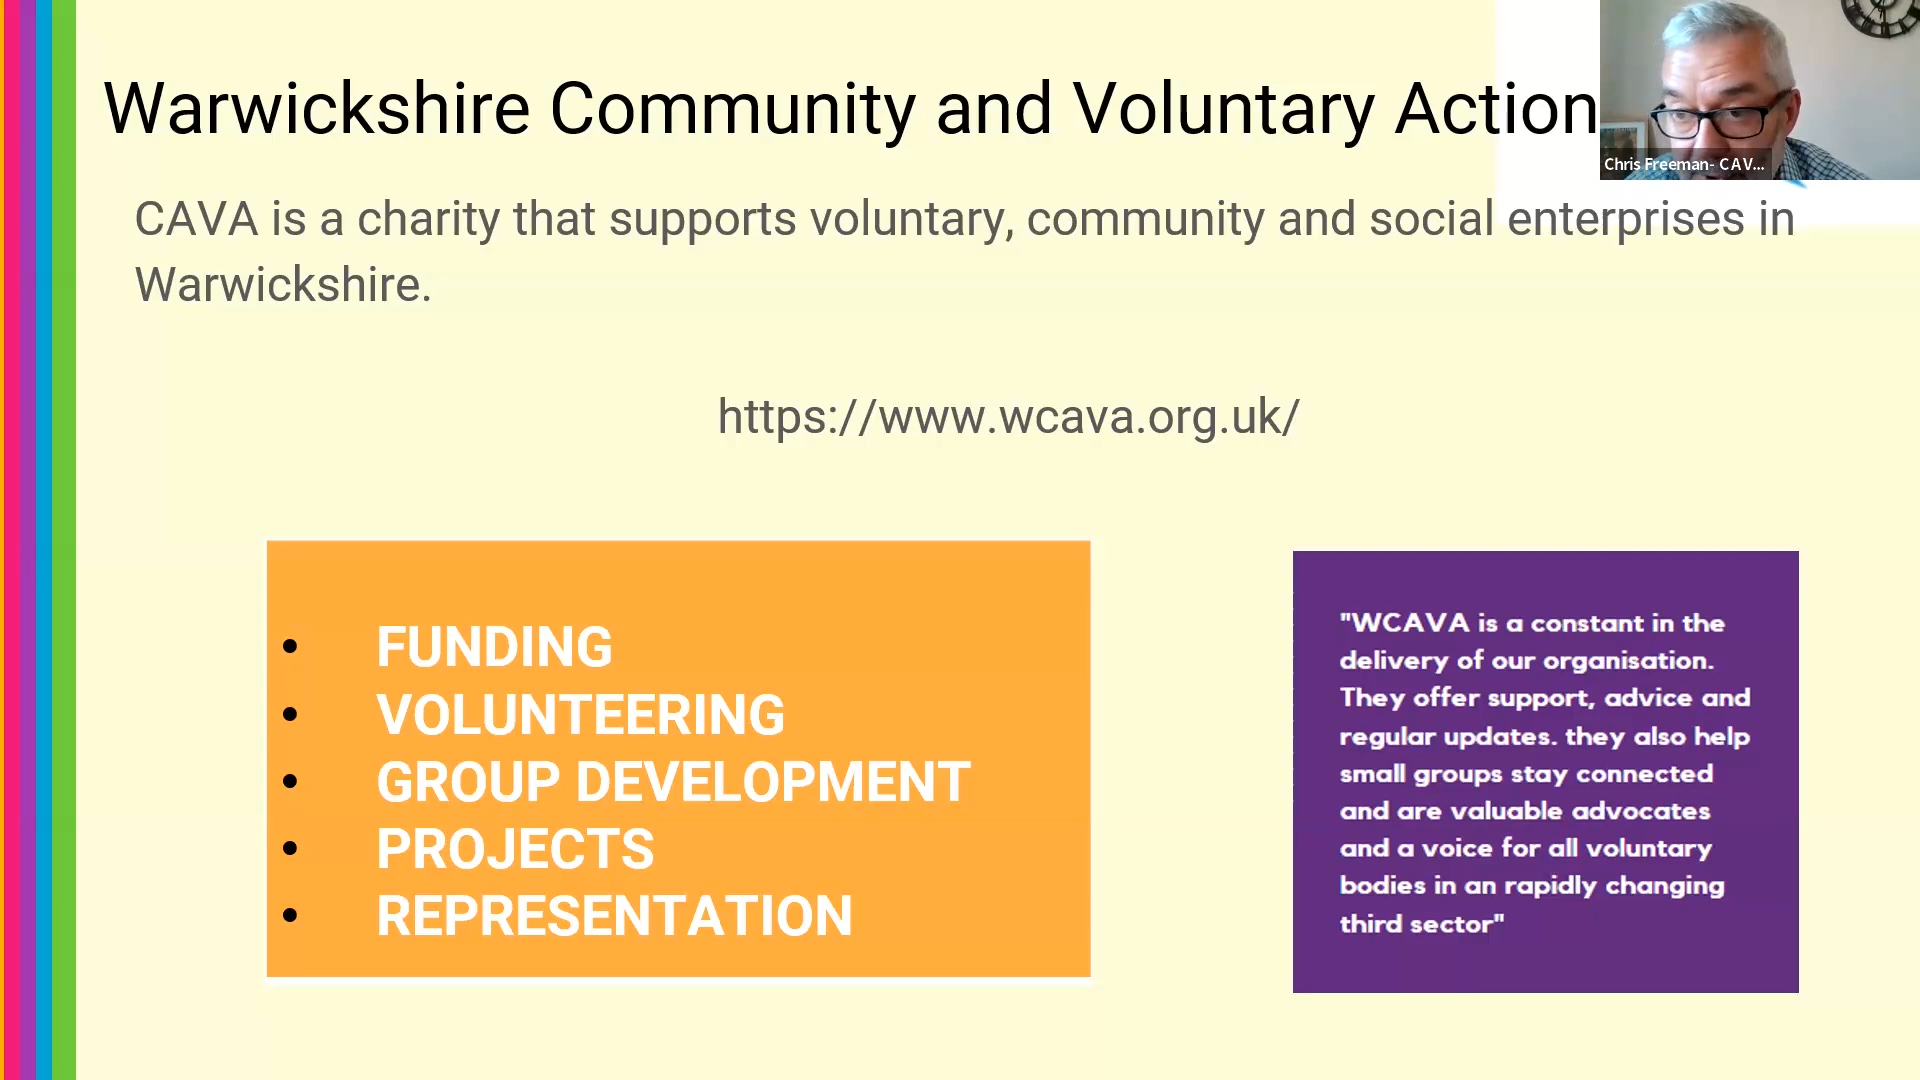 Warwickshire Community and Voluntary Action
Chris Freeman- CAV...
CAVA is a charity that supports voluntary, community and social enterprises in
Warwickshire.
https://www.wcava.org.uk/
• FUNDING
• VOLUNTEERING
• GROUP DEVELOPMENT
• PROJECTS
• REPRESENTATION
"WCAVA is a constant in the
delivery of our organisation.
They offer support, advice and
regular updates. they also help
small groups stay connected
and are valuable advocates
and a voice for all voluntary
bodies in an rapidly changing
third sector"